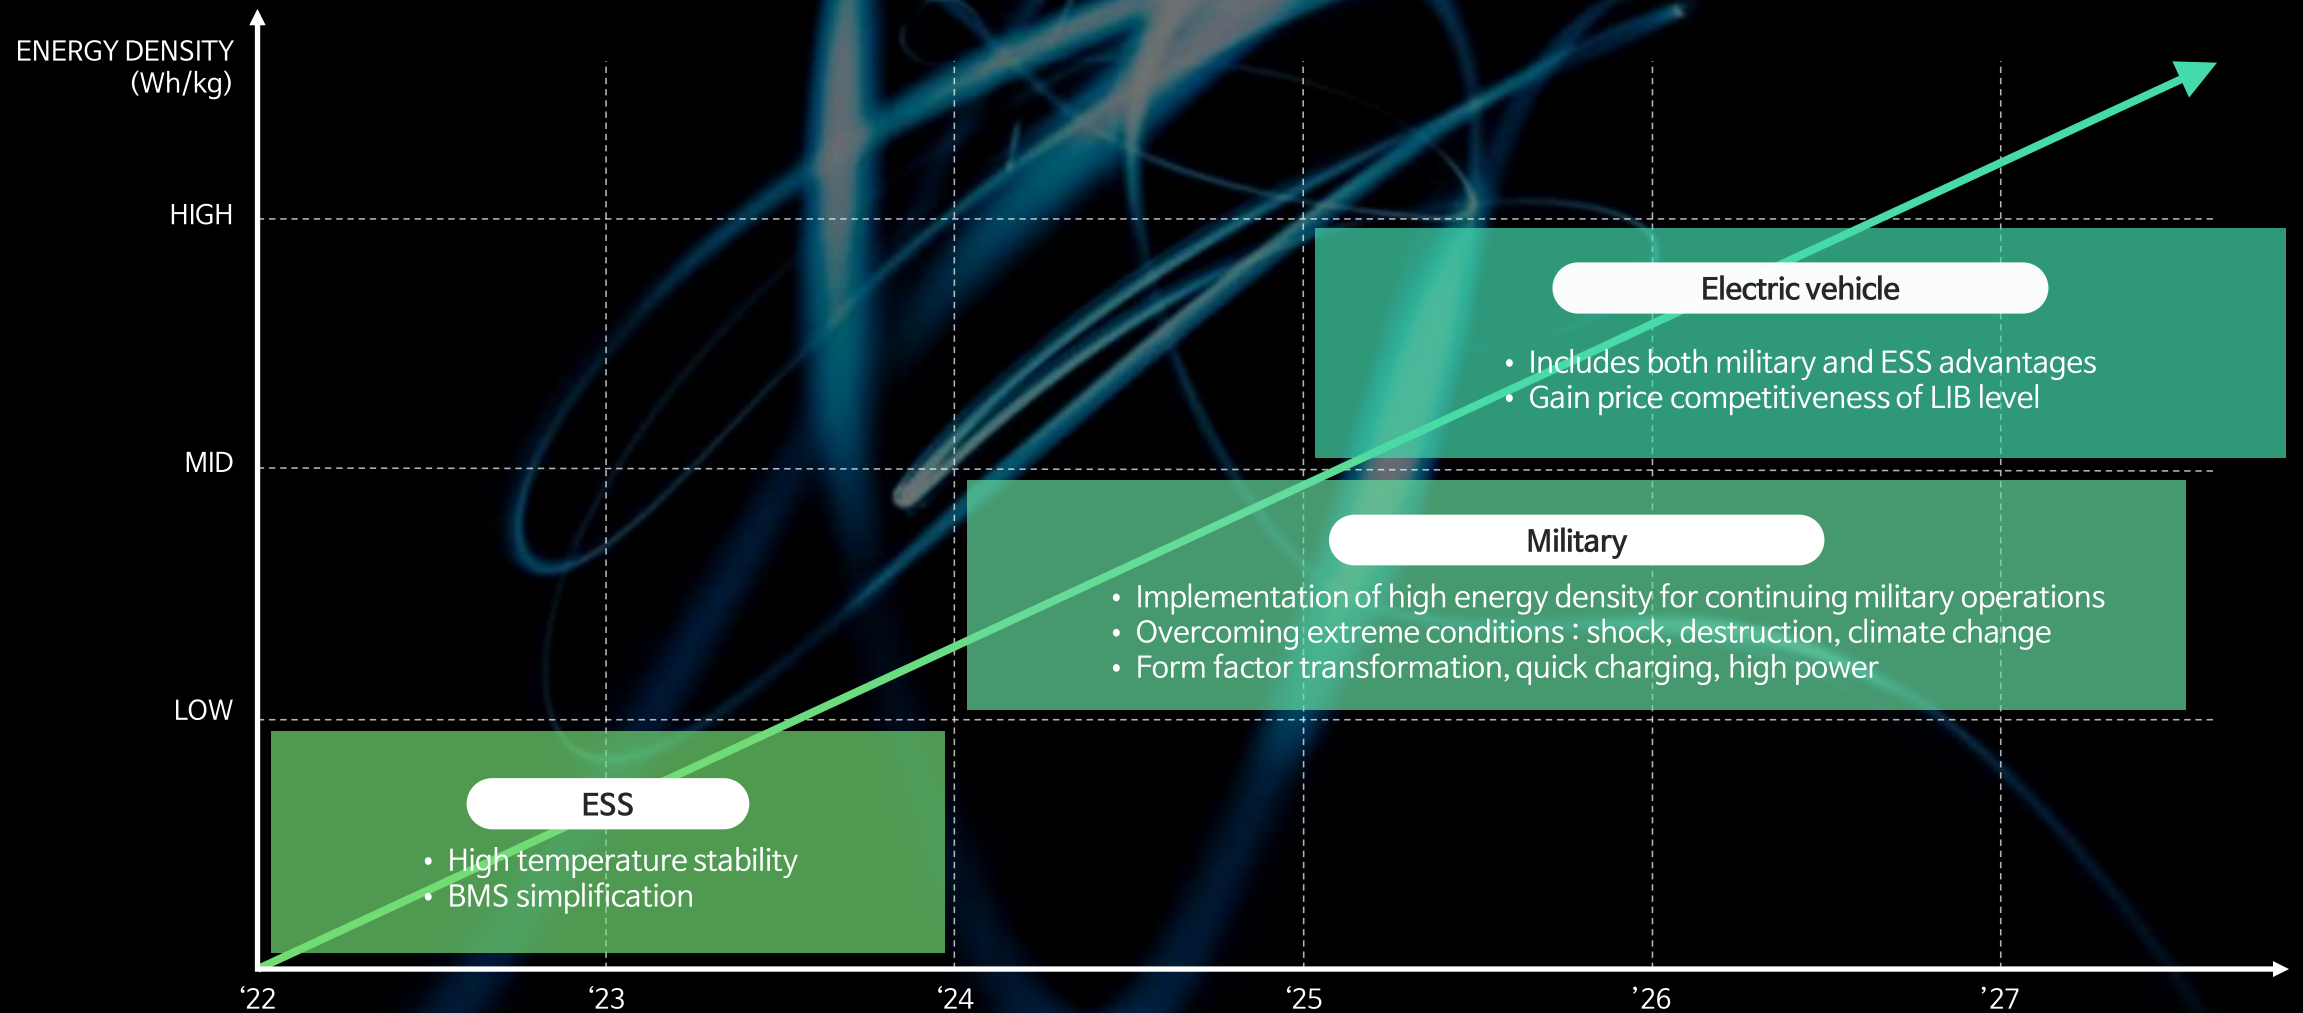 ENERGY DENSITY
(Wh/kg)
HIGH
Electric vehicle
• Includes both military and ESS advantages
• Gain price competitiveness of LIB level
MID
Military
• Implementation of high energy density for continuing military operations
• Overcoming extreme conditions : shock, destruction, climate change
• Form factor transformation, quick charging, high power
LOW
ESS
• High temperature stability
• BMS simplification
‘22 ‘23 ‘24 ‘25 ’26 ’27